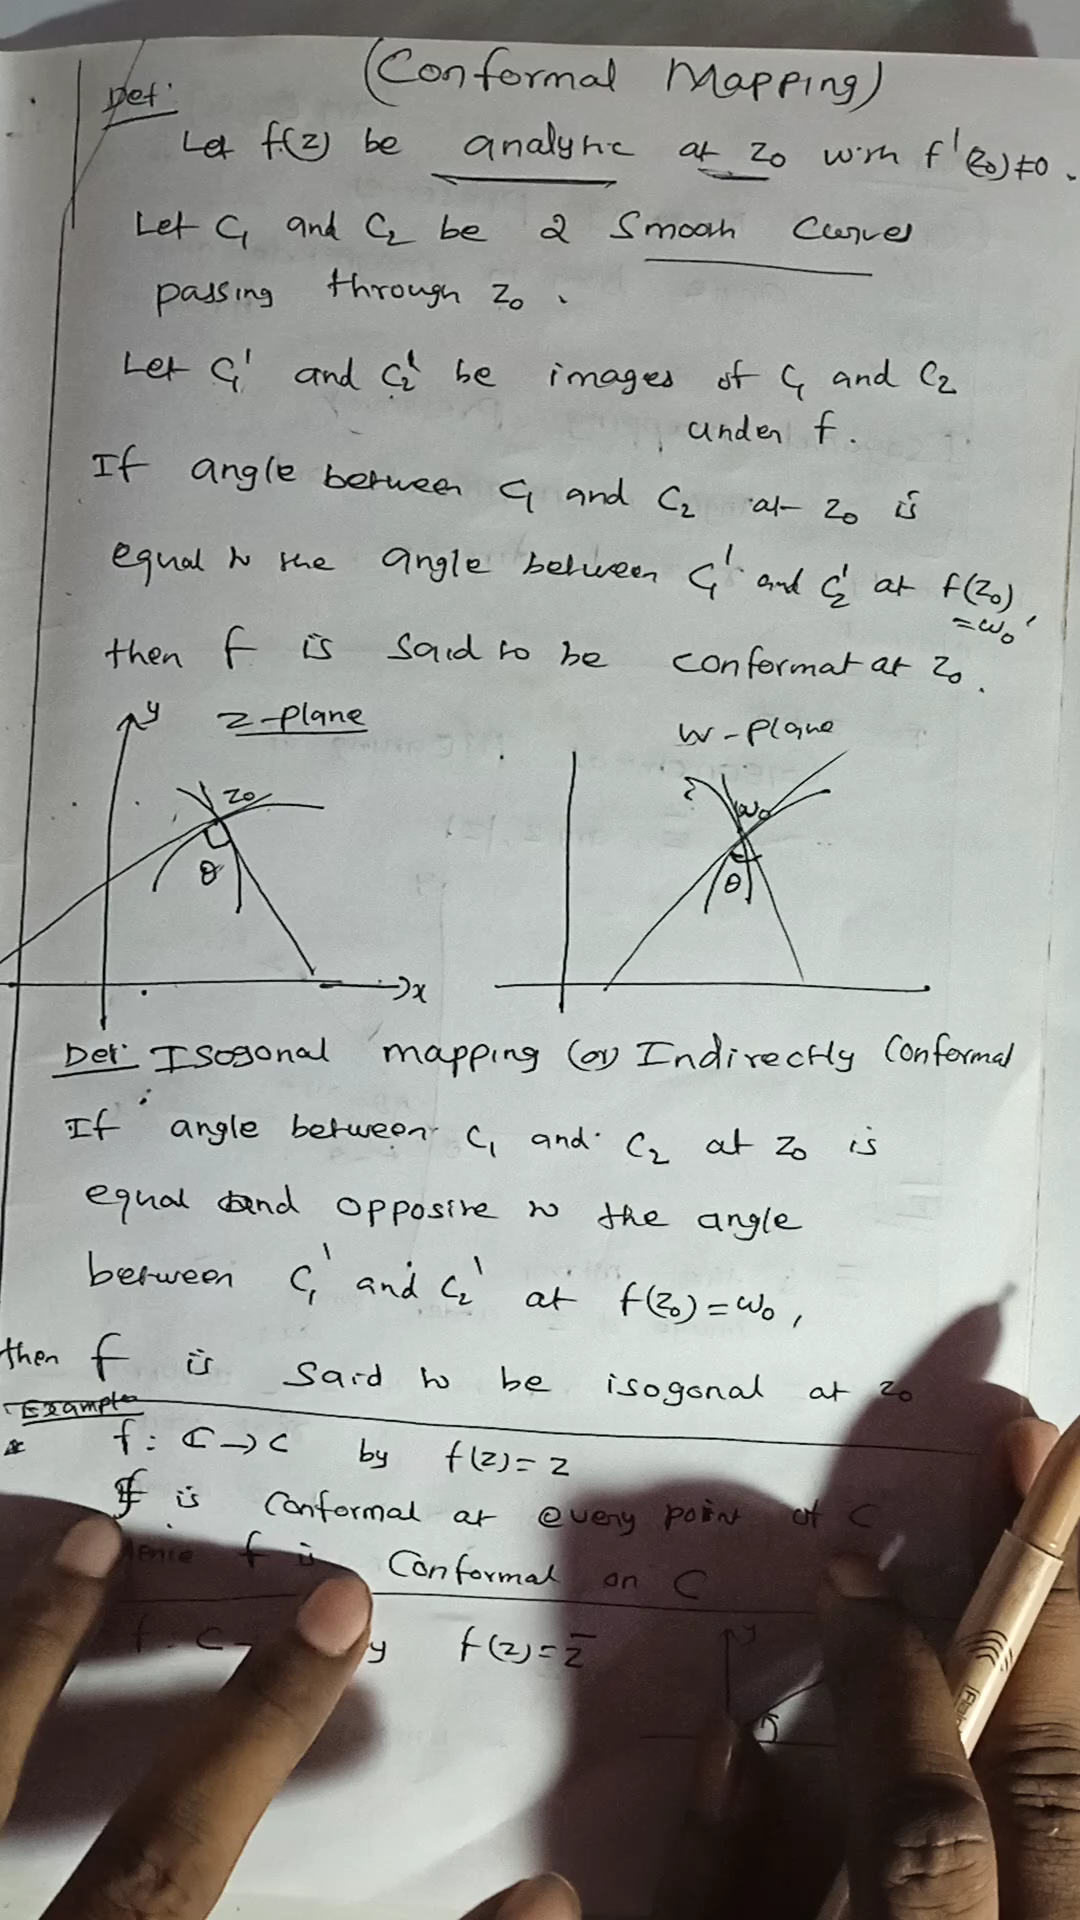 (Conformal Mapping)
Def:
Let f(z) be analytic at z₀ with f'(z₀)≠0.
Let C₁ and C₂ be 2 Smooth Curves
passing through z₀.
Let C₁' and C₂' be images of C₁ and C₂
under f.
If angle between C₁ and C₂ at z₀ is
equal to the angle between C₁' and C₂' at f(z₀)
=w₀,
then f is said to be conformal at z₀.
y z-plane w-plane
z₀ w₀
θ θ
x
Def: Isogonal mapping (or) Indirectly Conformal
If angle between C₁ and C₂ at z₀ is
equal and opposite to the angle
between C₁' and C₂' at f(z₀)=w₀,
then f is said to be isogonal at z₀
Example
f: C→C by f(z)=z
f is Conformal at every point of C
Hence f is Conformal on C
f: C y f(z)=z̄
y